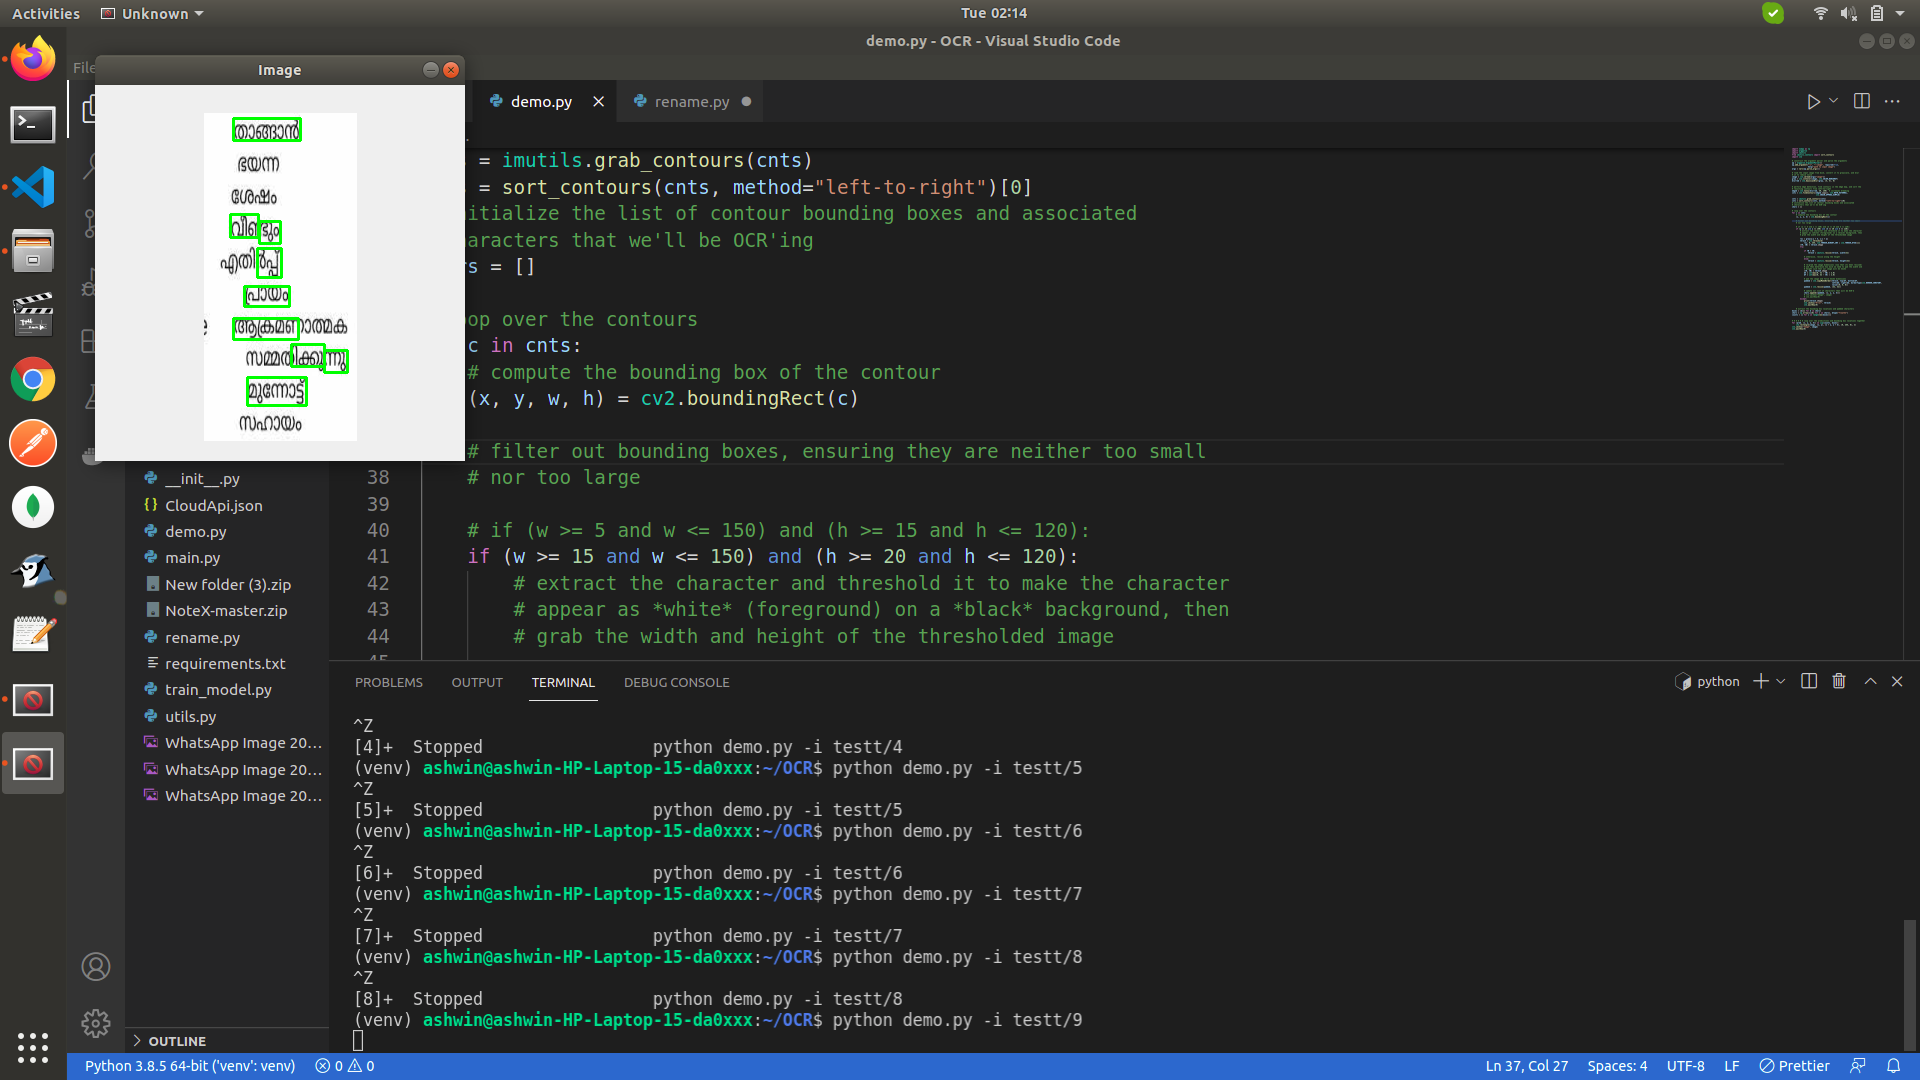 Activities
Unknown
Tue 02:14
demo.py - OCR - Visual Studio Code
File
Image
താങ്ങാൻ
ഭയന്ന
ശേഷം
വീണ്ടും
എതിർപ്പ്
പ്രായം
ആക്രമണാത്മക
സമ്മതിക്കുന്നു
മുന്നോട്ട്
സഹായം
demo.py
rename.py
= imutils.grab_contours(cnts)
= sort_contours(cnts, method="left-to-right")[0]
itialize the list of contour bounding boxes and associated
aracters that we'll be OCR'ing
s = []
op over the contours
c in cnts:
# compute the bounding box of the contour
(x, y, w, h) = cv2.boundingRect(c)
# filter out bounding boxes, ensuring they are neither too small
38 # nor too large
39
40 # if (w >= 5 and w <= 150) and (h >= 15 and h <= 120):
41 if (w >= 15 and w <= 150) and (h >= 20 and h <= 120):
42 # extract the character and threshold it to make the character
43 # appear as *white* (foreground) on a *black* background, then
44 # grab the width and height of the thresholded image
45
__init__.py
CloudApi.json
demo.py
main.py
New folder (3).zip
NoteX-master.zip
rename.py
requirements.txt
train_model.py
utils.py
WhatsApp Image 20...
WhatsApp Image 20...
WhatsApp Image 20...
OUTLINE
PROBLEMS OUTPUT TERMINAL DEBUG CONSOLE
python
^Z
[4]+  Stopped                 python demo.py -i testt/4
(venv) ashwin@ashwin-HP-Laptop-15-da0xxx:~/OCR$ python demo.py -i testt/5
^Z
[5]+  Stopped                 python demo.py -i testt/5
(venv) ashwin@ashwin-HP-Laptop-15-da0xxx:~/OCR$ python demo.py -i testt/6
^Z
[6]+  Stopped                 python demo.py -i testt/6
(venv) ashwin@ashwin-HP-Laptop-15-da0xxx:~/OCR$ python demo.py -i testt/7
^Z
[7]+  Stopped                 python demo.py -i testt/7
(venv) ashwin@ashwin-HP-Laptop-15-da0xxx:~/OCR$ python demo.py -i testt/8
^Z
[8]+  Stopped                 python demo.py -i testt/8
(venv) ashwin@ashwin-HP-Laptop-15-da0xxx:~/OCR$ python demo.py -i testt/9
Python 3.8.5 64-bit ('venv': venv)
0 0
Ln 37, Col 27
Spaces: 4
UTF-8
LF
Prettier